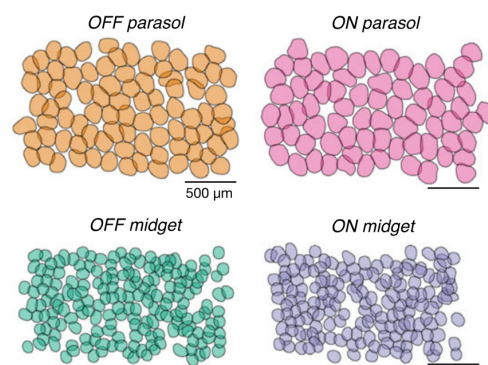 OFF parasol
ON parasol
500 μm
OFF midget
ON midget